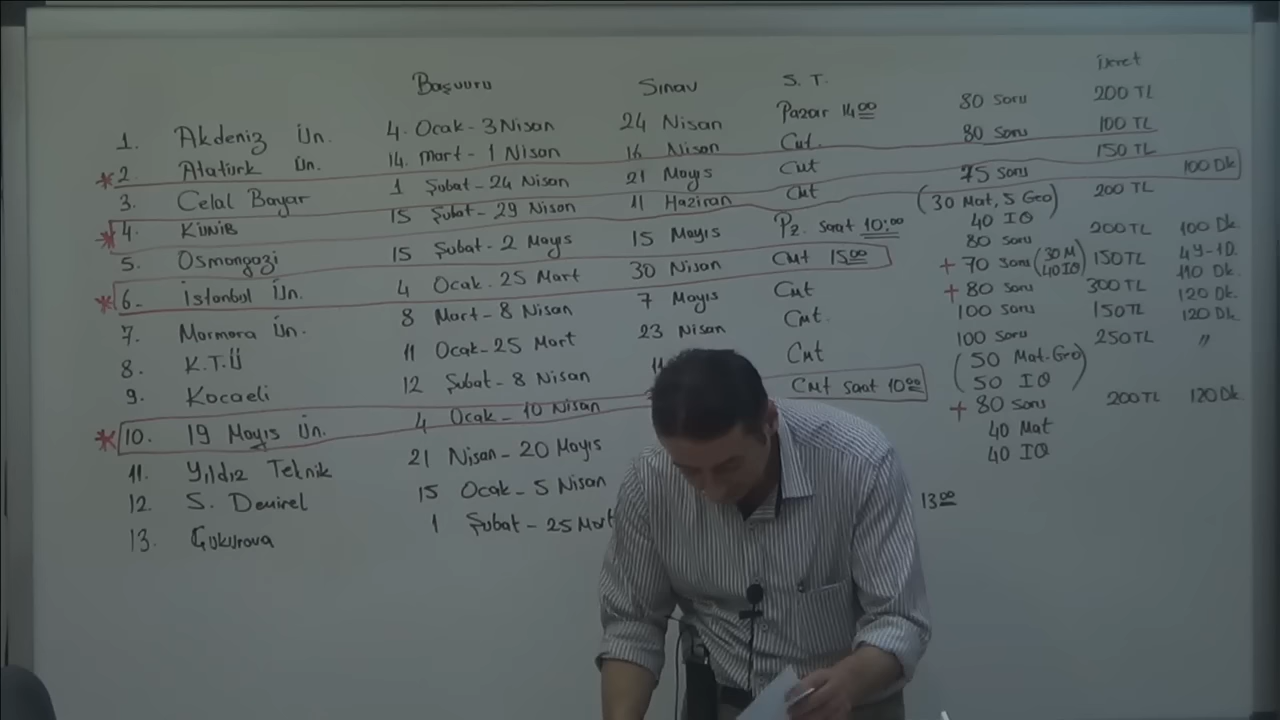 Başvuru Sınav S. T. Ücret
1. Akdeniz Ün. 4. Ocak - 3 Nisan 24 Nisan Pazar 14 00 80 Soru 200 TL
* 2. Atatürk Ün. 14. Mart - 1 Nisan 16 Nisan Cmt. 80 Soru 100 TL
3. Celal Bayar 1 Şubat - 24 Nisan 21 Mayıs Cmt 75 Soru 150 TL 100 Dk
* 4. KÜNİB 15 Şubat - 29 Nisan 11 Haziran Cmt (30 Mat, 5 Geo) 200 TL
40 IQ
5. Osmangazi 15 Şubat - 2 Mayıs 15 Mayıs Pz. Saat 10:00 80 Soru 200 TL 100 Dk.
* 6- İstanbul Ün. 4 Ocak - 25 Mart 30 Nisan Cmt 15 00 + 70 Soru (30 M 40 IQ) 150 TL 4Y-1D.
110 Dk.
7. Marmara Ün. 8 Mart - 8 Nisan 7 Mayıs Cmt + 80 Soru 300 TL 120 Dk.
8. K.T.Ü 11 Ocak - 25 Mart 23 Nisan Cmt. 100 Soru 150 TL 120 Dk.
9. Kocaeli 12 Şubat - 8 Nisan Cmt 100 Soru 250 TL "
(50 Mat-Geo)
50 IQ
* 10. 19 Mayıs Ün. 4 Ocak - 10 Nisan Cmt Saat 10 00 + 80 Soru 200 TL 120 Dk
40 Mat
40 IQ
11. Yıldız Teknik 21 Nisan - 20 Mayıs
12. S. Demirel 15 Ocak - 5 Nisan 13 00
13. Çukurova 1 Şubat - 25 Mart